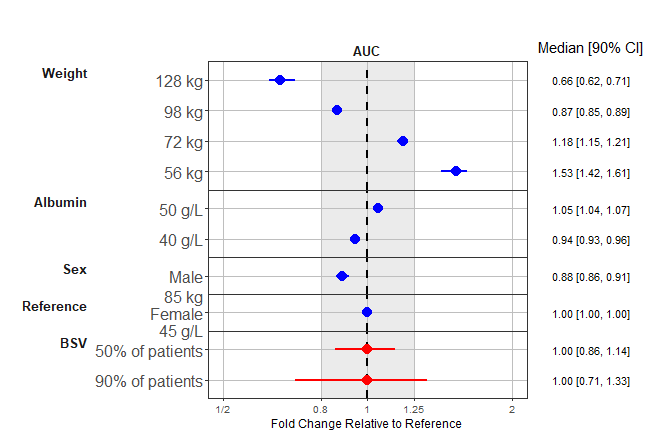 AUC
Median [90% CI]
Weight
128 kg
0.66 [0.62, 0.71]
98 kg
0.87 [0.85, 0.89]
72 kg
1.18 [1.15, 1.21]
56 kg
1.53 [1.42, 1.61]
Albumin
50 g/L
1.05 [1.04, 1.07]
40 g/L
0.94 [0.93, 0.96]
Sex
Male
0.88 [0.86, 0.91]
Reference
85 kg
Female
45 g/L
1.00 [1.00, 1.00]
BSV
50% of patients
1.00 [0.86, 1.14]
90% of patients
1.00 [0.71, 1.33]
1/2 0.8 1 1.25 2
Fold Change Relative to Reference